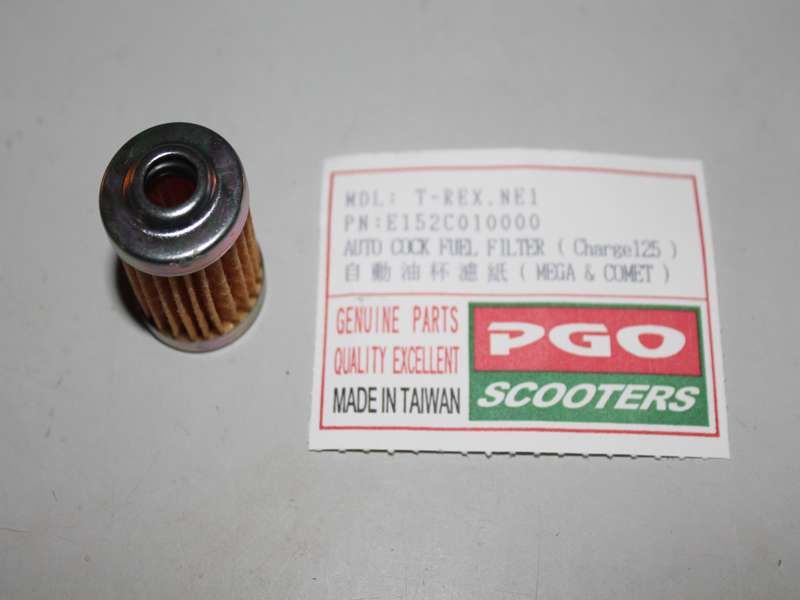 MDL: T-REX.NE1
PN:E152C010000
AUTO COCK FUEL FILTER ( Charge125 )
自動油杯濾紙 ( MEGA & COMET )
GENUINE PARTS
QUALITY EXCELLENT
MADE IN TAIWAN
PGO
SCOOTERS